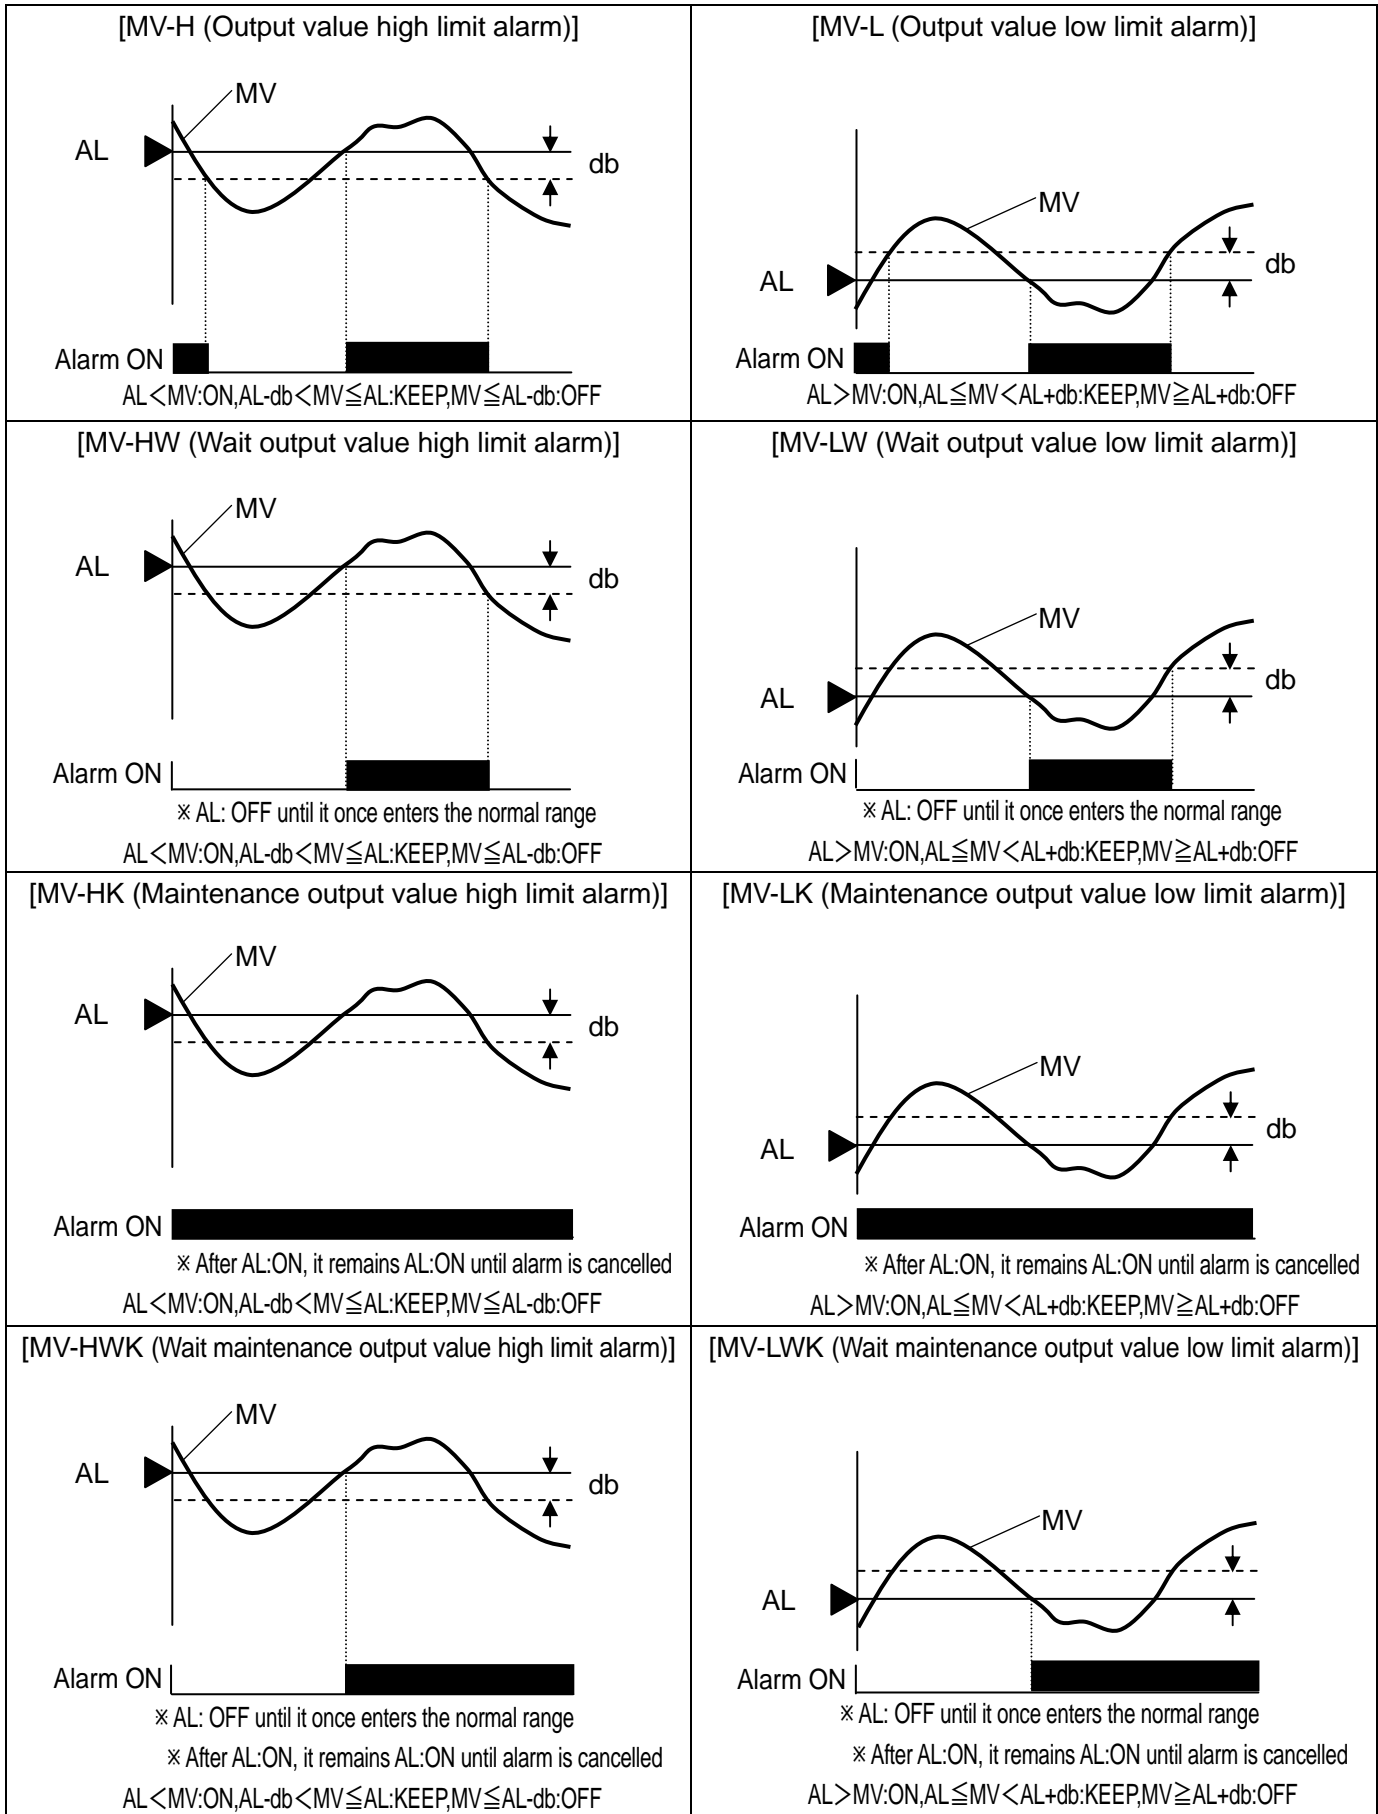 [MV-H (Output value high limit alarm)]
MV
AL
db
Alarm ON
AL＜MV:ON,AL-db＜MV≦AL:KEEP,MV≦AL-db:OFF
[MV-L (Output value low limit alarm)]
MV
AL
db
Alarm ON
AL＞MV:ON,AL≦MV＜AL+db:KEEP,MV≧AL+db:OFF
[MV-HW (Wait output value high limit alarm)]
MV
AL
db
Alarm ON
※ AL: OFF until it once enters the normal range
AL＜MV:ON,AL-db＜MV≦AL:KEEP,MV≦AL-db:OFF
[MV-LW (Wait output value low limit alarm)]
MV
AL
db
Alarm ON
※ AL: OFF until it once enters the normal range
AL＞MV:ON,AL≦MV＜AL+db:KEEP,MV≧AL+db:OFF
[MV-HK (Maintenance output value high limit alarm)]
MV
AL
db
Alarm ON
※ After AL:ON, it remains AL:ON until alarm is cancelled
AL＜MV:ON,AL-db＜MV≦AL:KEEP,MV≦AL-db:OFF
[MV-LK (Maintenance output value low limit alarm)]
MV
AL
db
Alarm ON
※ After AL:ON, it remains AL:ON until alarm is cancelled
AL＞MV:ON,AL≦MV＜AL+db:KEEP,MV≧AL+db:OFF
[MV-HWK (Wait maintenance output value high limit alarm)]
MV
AL
db
Alarm ON
※ AL: OFF until it once enters the normal range
※ After AL:ON, it remains AL:ON until alarm is cancelled
AL＜MV:ON,AL-db＜MV≦AL:KEEP,MV≦AL-db:OFF
[MV-LWK (Wait maintenance output value low limit alarm)]
MV
AL
db
Alarm ON
※ AL: OFF until it once enters the normal range
※ After AL:ON, it remains AL:ON until alarm is cancelled
AL＞MV:ON,AL≦MV＜AL+db:KEEP,MV≧AL+db:OFF